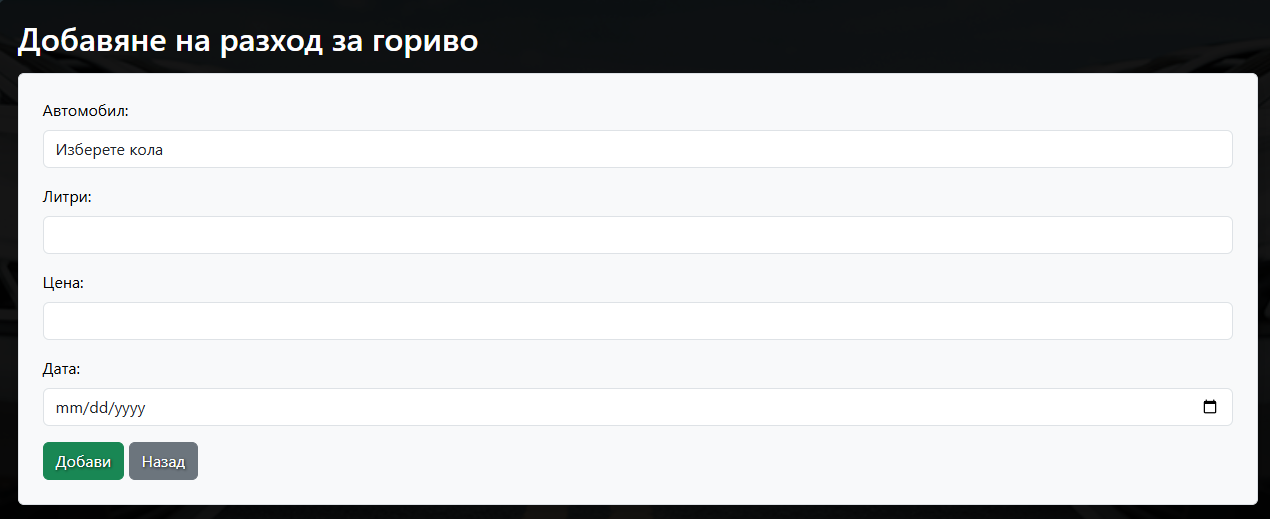 Добавяне на разход за гориво
Автомобил:
Изберете кола
Литри:
Цена:
Дата:
mm/dd/yyyy
Добави Назад